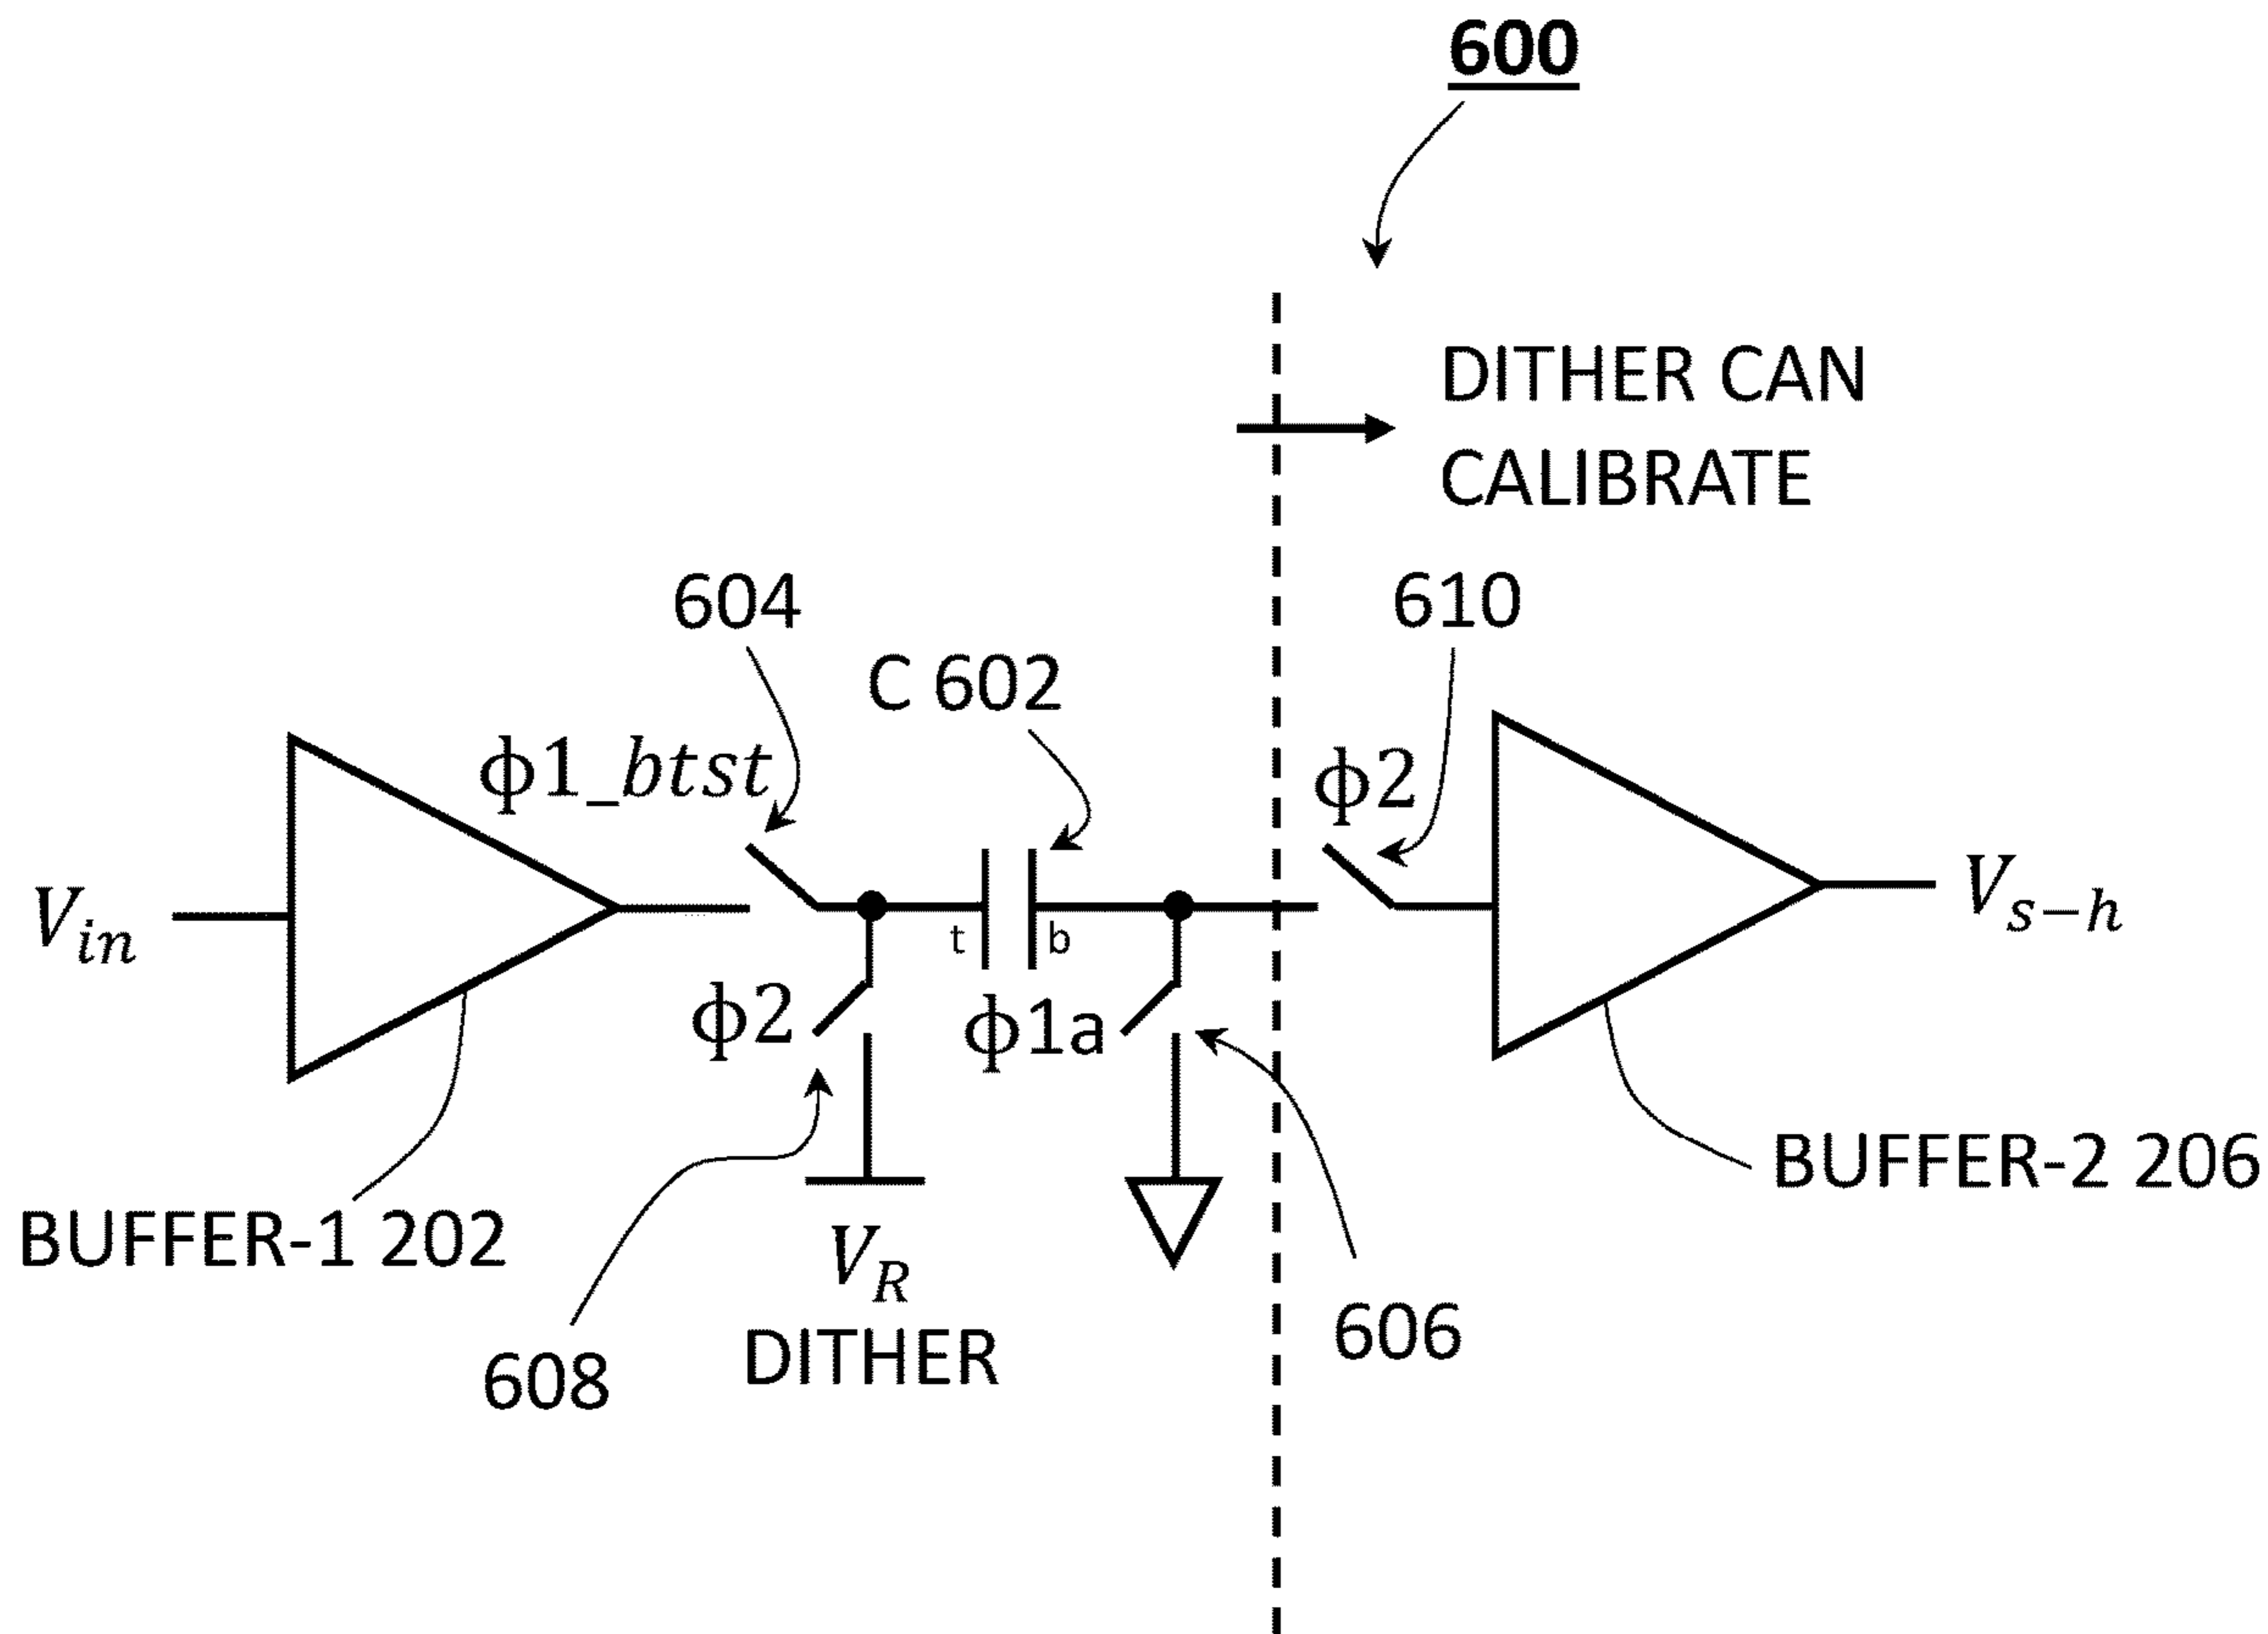 600
DITHER CAN
CALIBRATE
604
610
C 602
ϕ1_btst
ϕ2
V_in
t
b
V_{s-h}
ϕ2
ϕ1a
BUFFER-2 206
BUFFER-1 202
V_R
DITHER
606
608